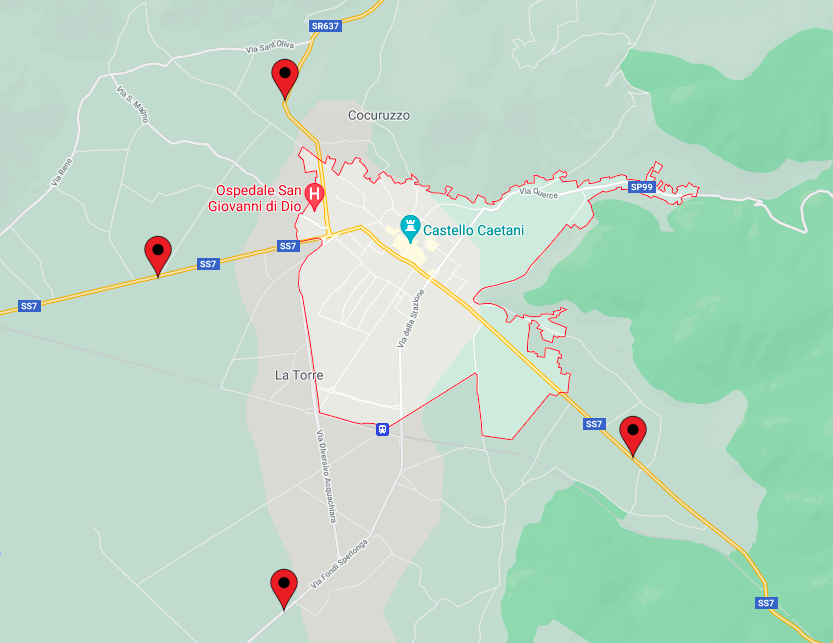 SR637
Via Sant'Oliva
Via S. Magno
Cocuruzzo
Via Rene
Ospedale San
Giovanni di Dio
H
SP99
Via Querce
Castello Caetani
SS7
SS7
SS7
Via della Stazione
La Torre
SS7
Via Diversivo Acquachiara
Via Fondi Sperlonga
SS7